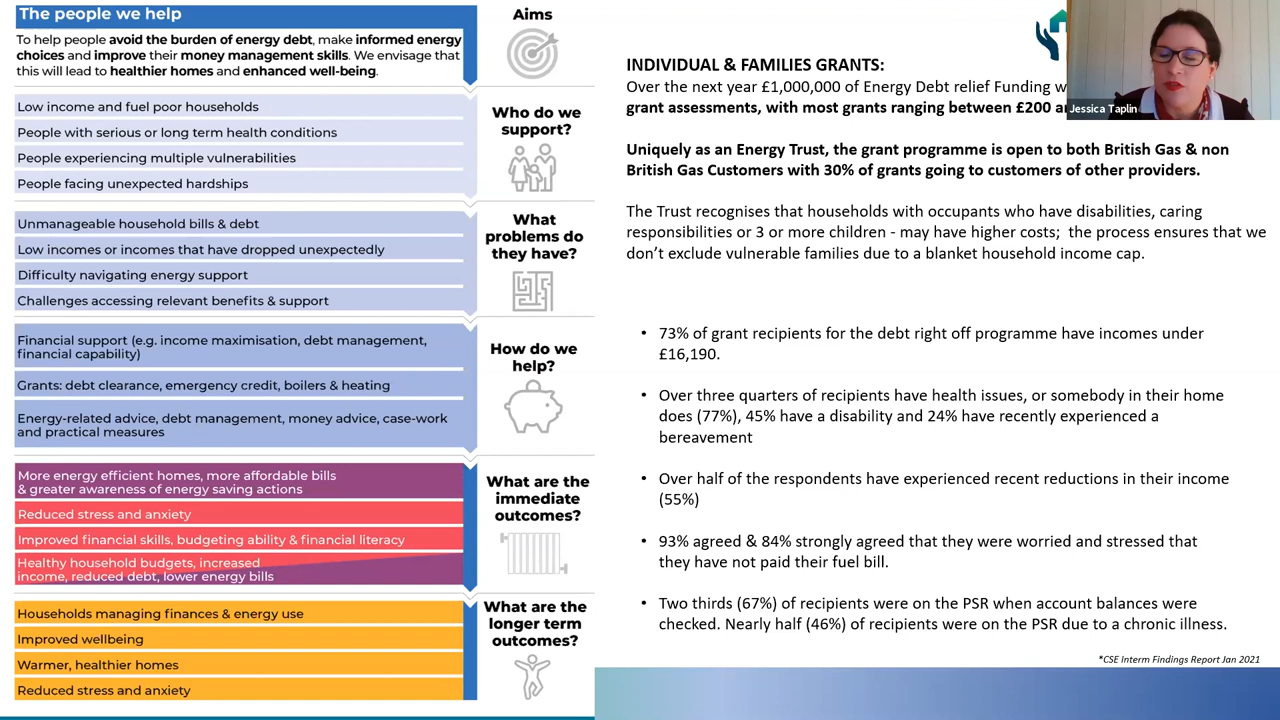 The people we help
To help people avoid the burden of energy debt, make informed energy
choices and improve their money management skills. We envisage that
this will lead to healthier homes and enhanced well-being.
Aims
Low income and fuel poor households
People with serious or long term health conditions
People experiencing multiple vulnerabilities
People facing unexpected hardships
Who do we
support?
Unmanageable household bills & debt
Low incomes or incomes that have dropped unexpectedly
Difficulty navigating energy support
Challenges accessing relevant benefits & support
What
problems do
they have?
Financial support (e.g. income maximisation, debt management,
financial capability)
Grants: debt clearance, emergency credit, boilers & heating
Energy-related advice, debt management, money advice, case-work
and practical measures
How do we
help?
More energy efficient homes, more affordable bills
& greater awareness of energy saving actions
Reduced stress and anxiety
Improved financial skills, budgeting ability & financial literacy
Healthy household budgets, increased
income, reduced debt, lower energy bills
What are the
immediate
outcomes?
Households managing finances & energy use
Improved wellbeing
Warmer, healthier homes
Reduced stress and anxiety
What are the
longer term
outcomes?
INDIVIDUAL & FAMILIES GRANTS:
Over the next year £1,000,000 of Energy Debt relief Funding
grant assessments, with most grants ranging between £200
Jessica Taplin
Uniquely as an Energy Trust, the grant programme is open to both British Gas & non
British Gas Customers with 30% of grants going to customers of other providers.
The Trust recognises that households with occupants who have disabilities, caring
responsibilities or 3 or more children - may have higher costs; the process ensures that we
don't exclude vulnerable families due to a blanket household income cap.
• 73% of grant recipients for the debt right off programme have incomes under
£16,190.
• Over three quarters of recipients have health issues, or somebody in their home
does (77%), 45% have a disability and 24% have recently experienced a
bereavement
• Over half of the respondents have experienced recent reductions in their income
(55%)
• 93% agreed & 84% strongly agreed that they were worried and stressed that
they have not paid their fuel bill.
• Two thirds (67%) of recipients were on the PSR when account balances were
checked. Nearly half (46%) of recipients were on the PSR due to a chronic illness.
*CSE Interm Findings Report Jan 2021